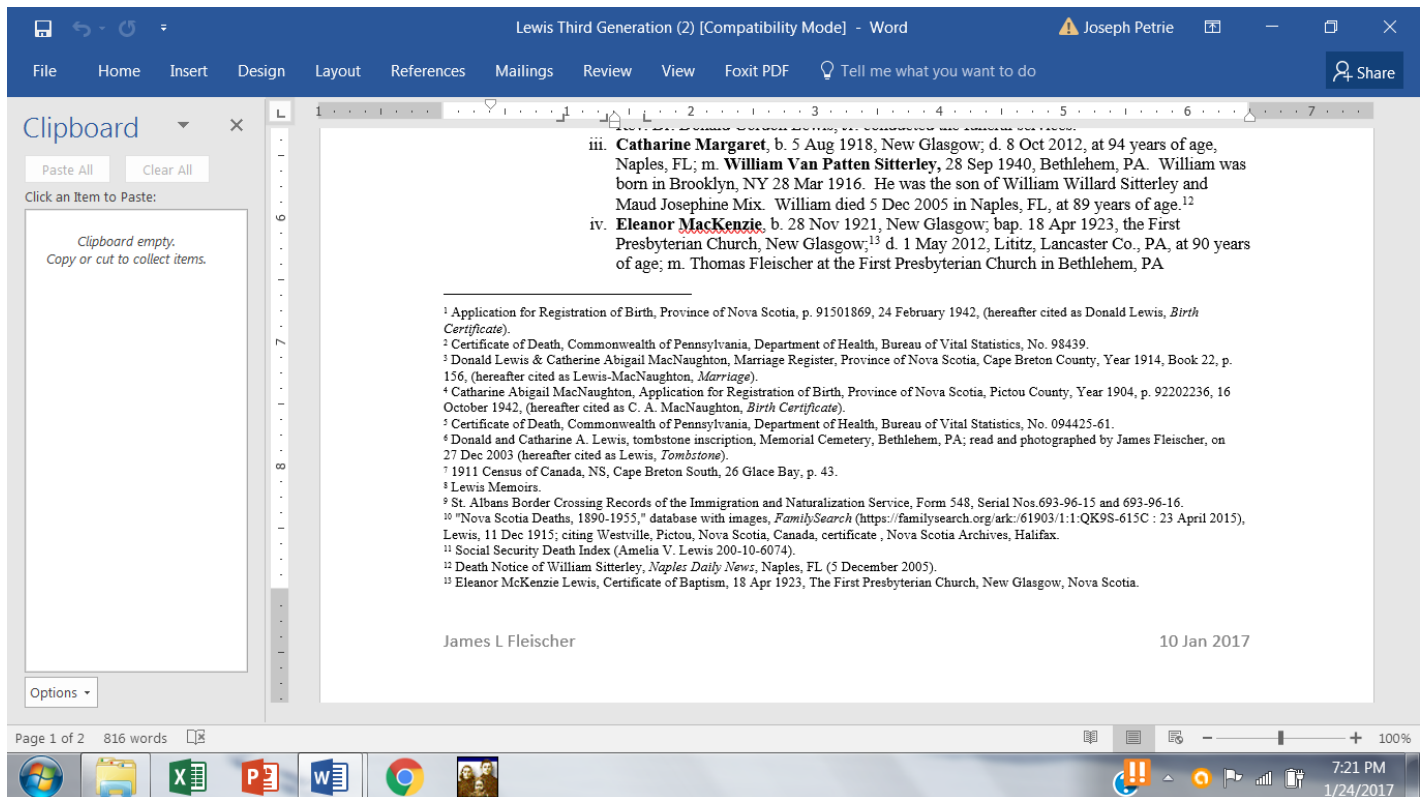 Lewis Third Generation (2) [Compatibility Mode] - Word
Joseph Petrie
File Home Insert Design Layout References Mailings Review View Foxit PDF Tell me what you want to do
Share
Clipboard
Paste All Clear All
Click an Item to Paste:
Clipboard empty.
Copy or cut to collect items.
Options
1 1 2 3 4 5 6 7
6
7
8
Rev. Dr. Donald Gordon Lewis, Jr. conducted the funeral services.
iii. Catharine Margaret, b. 5 Aug 1918, New Glasgow; d. 8 Oct 2012, at 94 years of age,
Naples, FL; m. William Van Patten Sitterley, 28 Sep 1940, Bethlehem, PA. William was
born in Brooklyn, NY 28 Mar 1916. He was the son of William Willard Sitterley and
Maud Josephine Mix. William died 5 Dec 2005 in Naples, FL, at 89 years of age.12
iv. Eleanor MacKenzie, b. 28 Nov 1921, New Glasgow; bap. 18 Apr 1923, the First
Presbyterian Church, New Glasgow;13 d. 1 May 2012, Lititz, Lancaster Co., PA, at 90 years
of age; m. Thomas Fleischer at the First Presbyterian Church in Bethlehem, PA
1 Application for Registration of Birth, Province of Nova Scotia, p. 91501869, 24 February 1942, (hereafter cited as Donald Lewis, Birth
Certificate).
2 Certificate of Death, Commonwealth of Pennsylvania, Department of Health, Bureau of Vital Statistics, No. 98439.
3 Donald Lewis & Catherine Abigail MacNaughton, Marriage Register, Province of Nova Scotia, Cape Breton County, Year 1914, Book 22, p.
156, (hereafter cited as Lewis-MacNaughton, Marriage).
4 Catharine Abigail MacNaughton, Application for Registration of Birth, Province of Nova Scotia, Pictou County, Year 1904, p. 92202236, 16
October 1942, (hereafter cited as C. A. MacNaughton, Birth Certificate).
5 Certificate of Death, Commonwealth of Pennsylvania, Department of Health, Bureau of Vital Statistics, No. 094425-61.
6 Donald and Catharine A. Lewis, tombstone inscription, Memorial Cemetery, Bethlehem, PA; read and photographed by James Fleischer, on
27 Dec 2003 (hereafter cited as Lewis, Tombstone).
7 1911 Census of Canada, NS, Cape Breton South, 26 Glace Bay, p. 43.
8 Lewis Memoirs.
9 St. Albans Border Crossing Records of the Immigration and Naturalization Service, Form 548, Serial Nos.693-96-15 and 693-96-16.
10 "Nova Scotia Deaths, 1890-1955," database with images, FamilySearch (https://familysearch.org/ark:/61903/1:1:QK9S-615C : 23 April 2015),
Lewis, 11 Dec 1915; citing Westville, Pictou, Nova Scotia, Canada, certificate , Nova Scotia Archives, Halifax.
11 Social Security Death Index (Amelia V. Lewis 200-10-6074).
12 Death Notice of William Sitterley, Naples Daily News, Naples, FL (5 December 2005).
13 Eleanor McKenzie Lewis, Certificate of Baptism, 18 Apr 1923, The First Presbyterian Church, New Glasgow, Nova Scotia.
James L Fleischer 10 Jan 2017
Page 1 of 2 816 words 100%
7:21 PM
1/24/2017